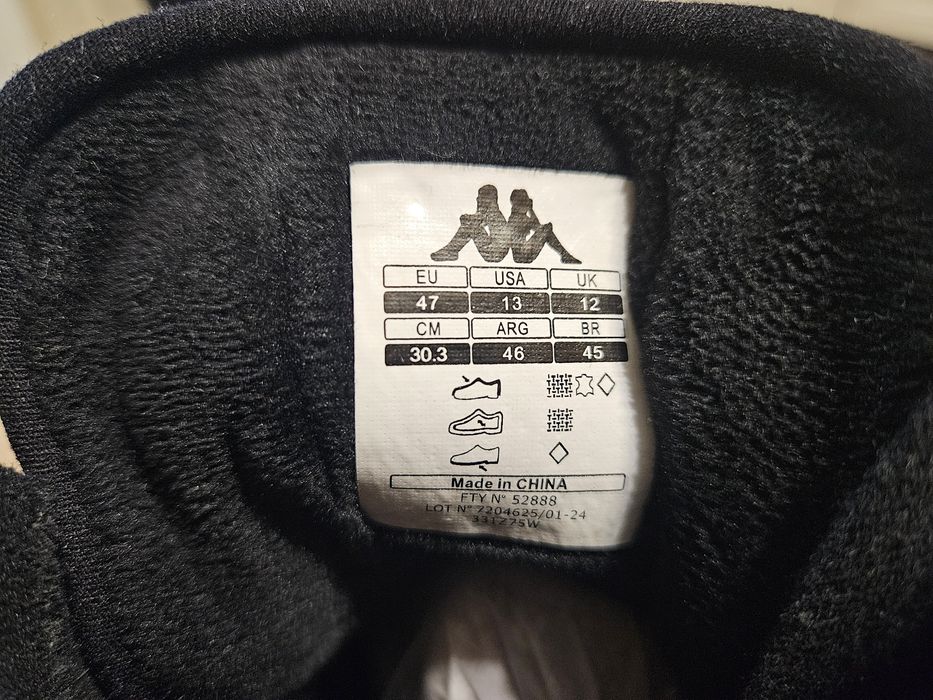 EU USA UK
47 13 12
CM ARG BR
30.3 46 45
Made in CHINA
FTY N° 52888
LOT N° 7204625/01-24
331Z75W